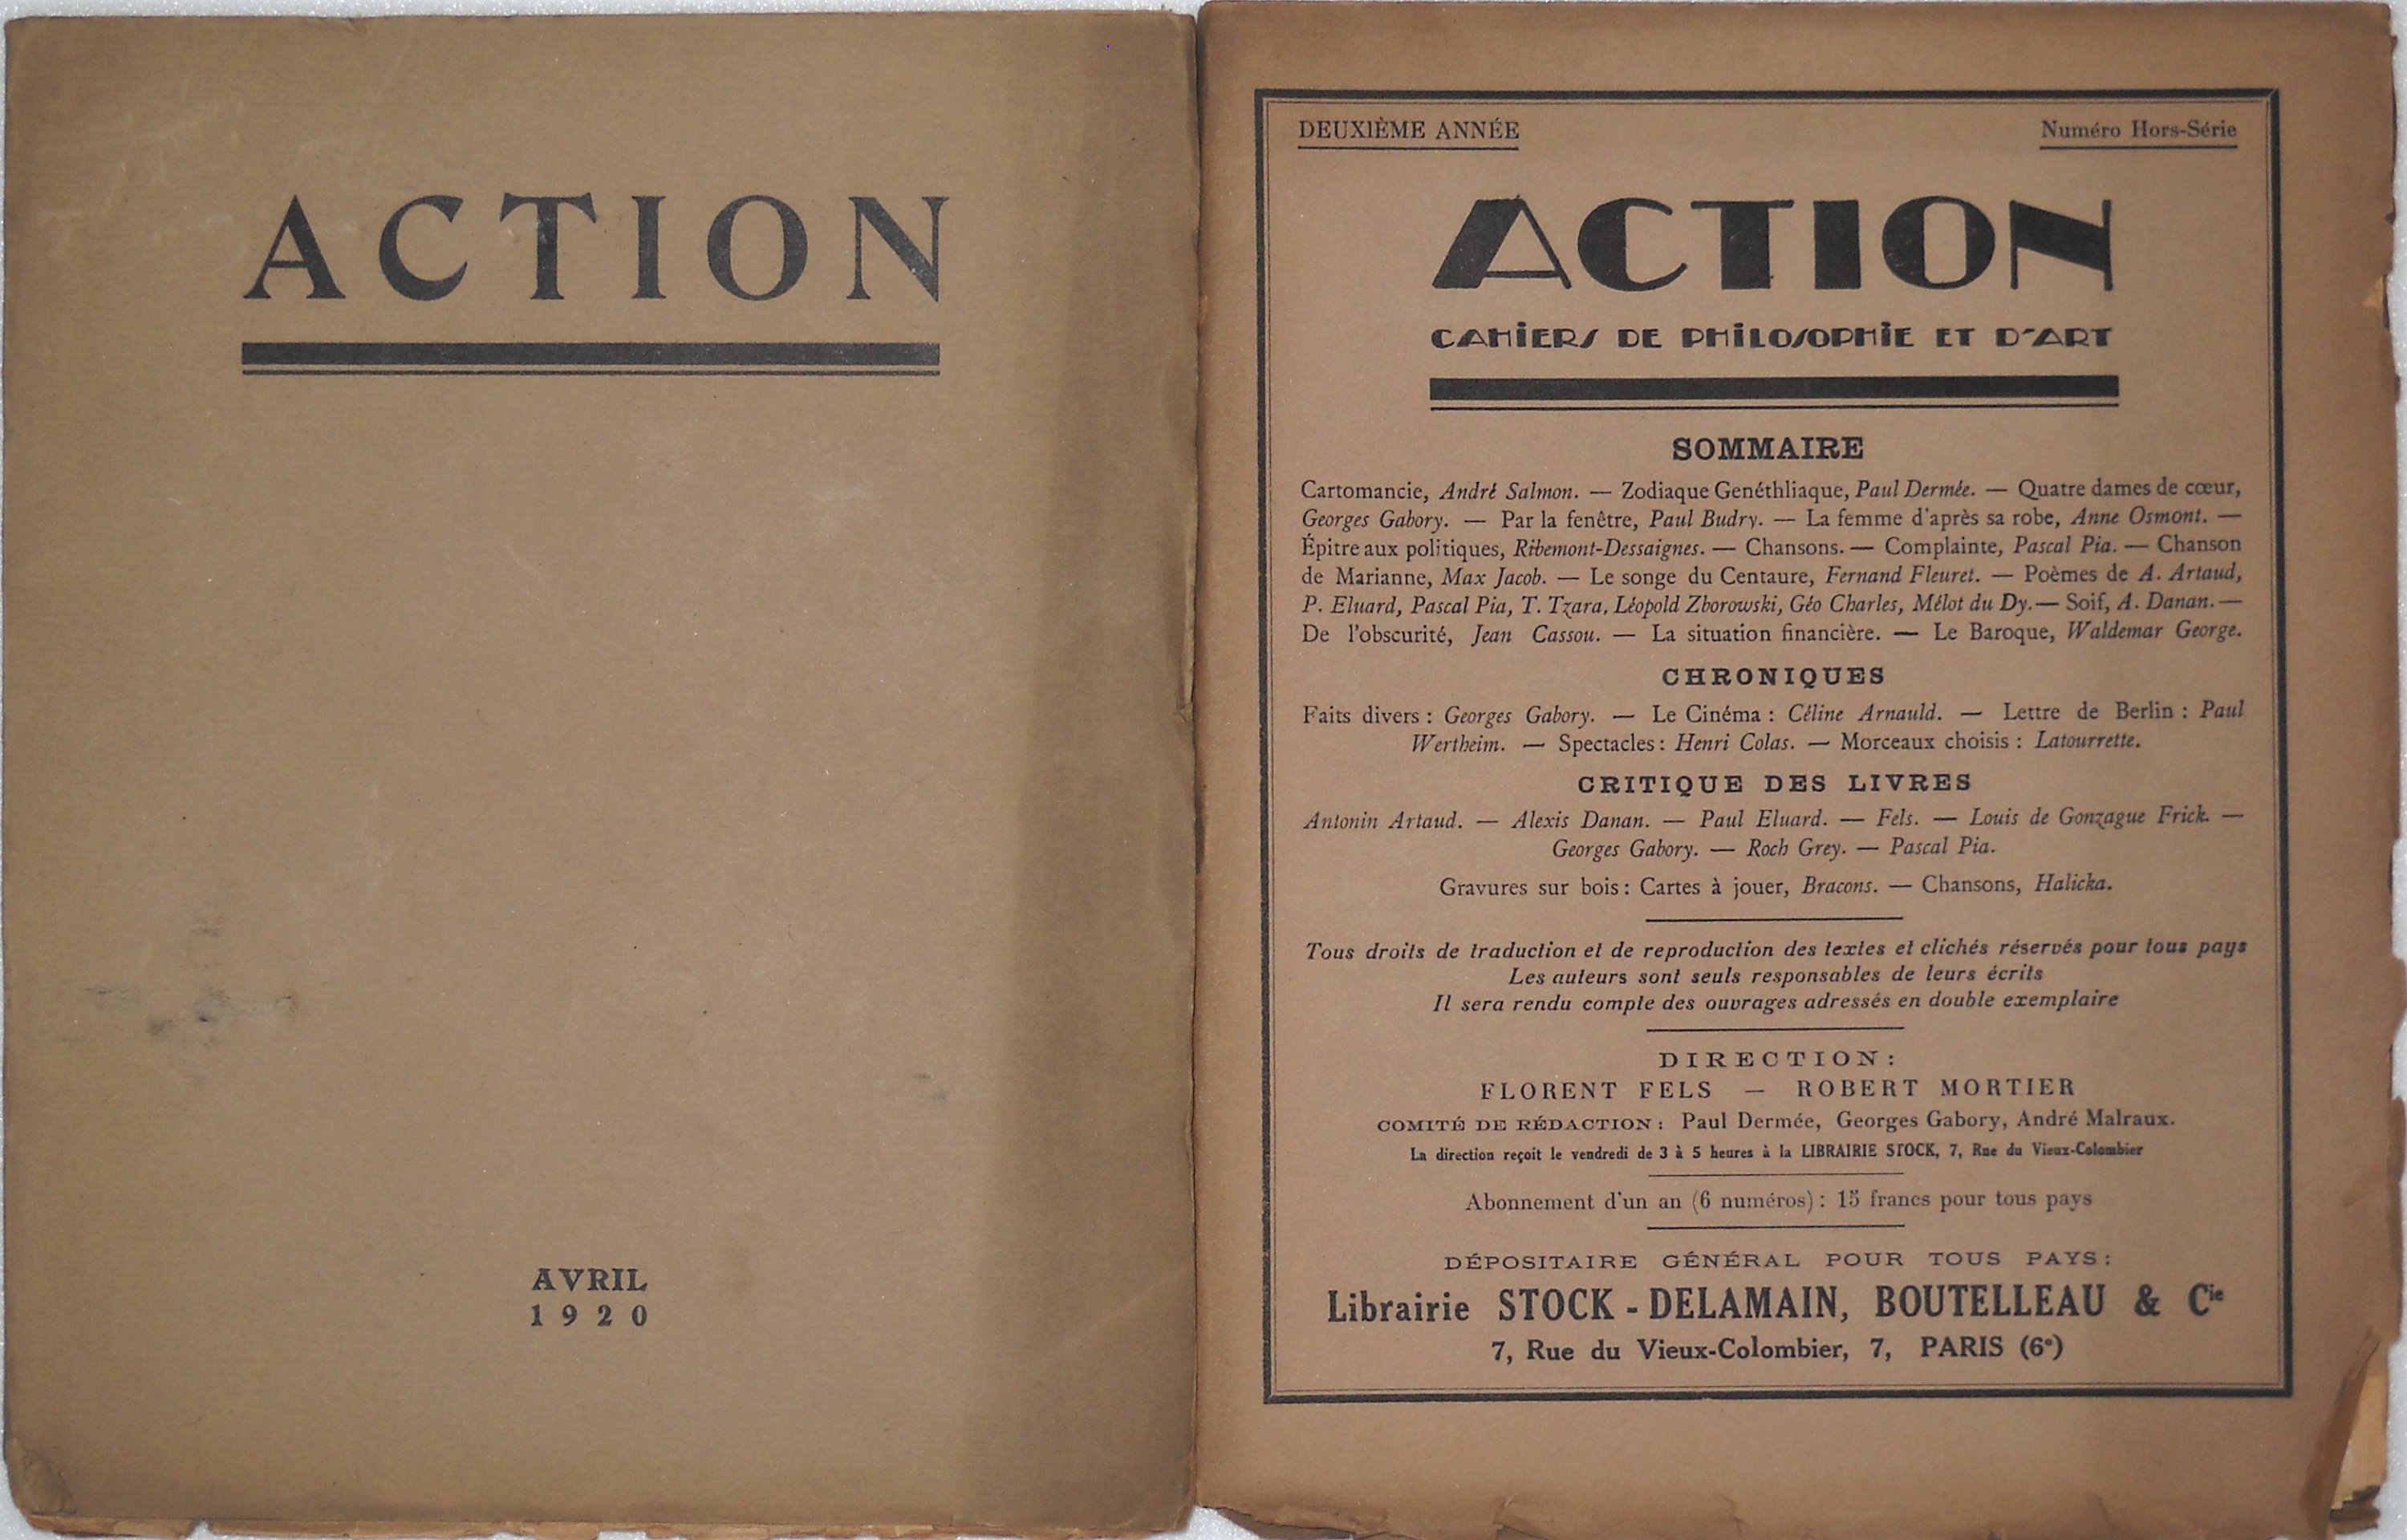 ACTION
AVRIL
1920
DEUXIÈME ANNÉE
Numéro Hors-Série
ACTION
CAHIERS DE PHILOSOPHIE ET D'ART
SOMMAIRE
Cartomancie, André Salmon. — Zodiaque Genéthliaque, Paul Dermée. — Quatre dames de cœur,
Georges Gabory. — Par la fenêtre, Paul Budry. — La femme d'après sa robe, Anne Osmont. —
Épitre aux politiques, Ribemont-Dessaignes. — Chansons. — Complainte, Pascal Pia. — Chanson
de Marianne, Max Jacob. — Le songe du Centaure, Fernand Fleuret. — Poèmes de A. Artaud,
P. Eluard, Pascal Pia, T. Tzara, Léopold Zborowski, Géo Charles, Mélot du Dy. — Soif, A. Danan. —
De l'obscurité, Jean Cassou. — La situation financière. — Le Baroque, Waldemar George.
CHRONIQUES
Faits divers : Georges Gabory. — Le Cinéma : Céline Arnauld. — Lettre de Berlin : Paul
Wertheim. — Spectacles : Henri Colas. — Morceaux choisis : Latourrette.
CRITIQUE DES LIVRES
Antonin Artaud. — Alexis Danan. — Paul Eluard. — Fels. — Louis de Gonzague Frick. —
Georges Gabory. — Roch Grey. — Pascal Pia.
Gravures sur bois : Cartes à jouer, Bracons. — Chansons, Halicka.
Tous droits de traduction et de reproduction des textes et clichés réservés pour tous pays
Les auteurs sont seuls responsables de leurs écrits
Il sera rendu compte des ouvrages adressés en double exemplaire
DIRECTION :
FLORENT FELS — ROBERT MORTIER
COMITÉ DE RÉDACTION : Paul Dermée, Georges Gabory, André Malraux.
La direction reçoit le vendredi de 3 à 5 heures à la LIBRAIRIE STOCK, 7, Rue du Vieux-Colombier
Abonnement d'un an (6 numéros) : 15 francs pour tous pays
DÉPOSITAIRE GÉNÉRAL POUR TOUS PAYS :
Librairie STOCK - DELAMAIN, BOUTELLEAU & Cie
7, Rue du Vieux-Colombier, 7, PARIS (6e)